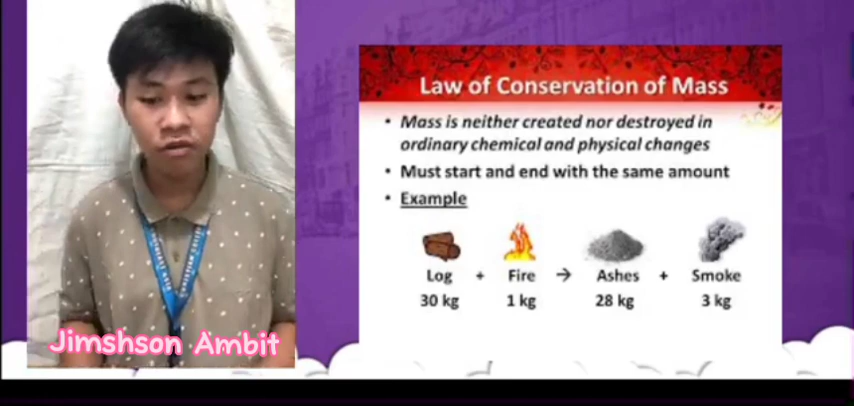 Law of Conservation of Mass
• Mass is neither created nor destroyed in
ordinary chemical and physical changes
• Must start and end with the same amount
• Example
Log + Fire → Ashes + Smoke
30 kg 1 kg 28 kg 3 kg
Jimshson Ambit